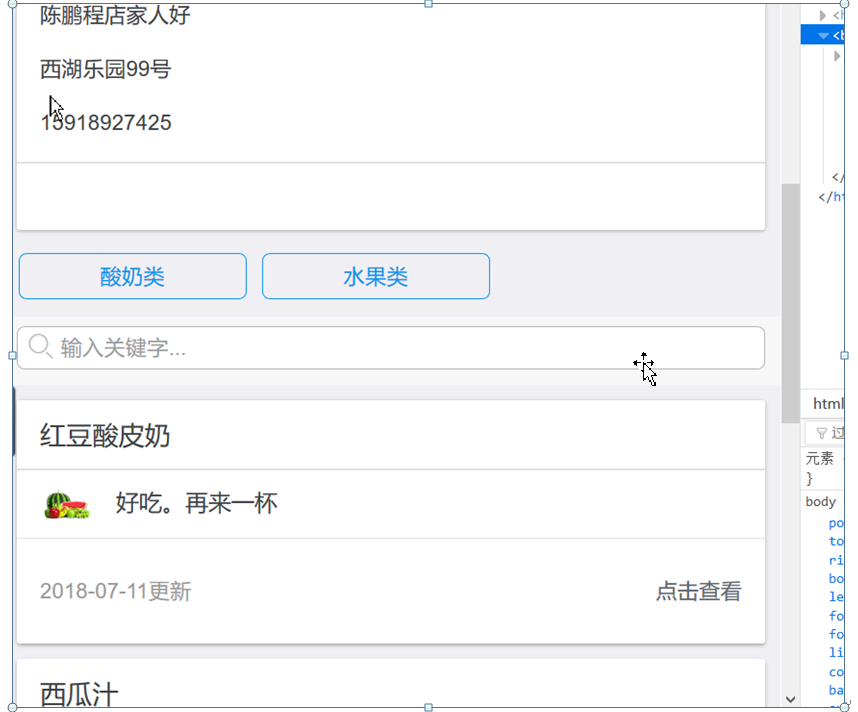 陈鹏程店家人好
西湖乐园99号
13918927425
酸奶类
水果类
输入关键字...
红豆酸皮奶
好吃。再来一杯
2018-07-11更新
点击查看
西瓜汁
<h
<b
</
</ht
html
过
元素
}
body
po
to
ri
bo
le
fo
fo
li
co
ba